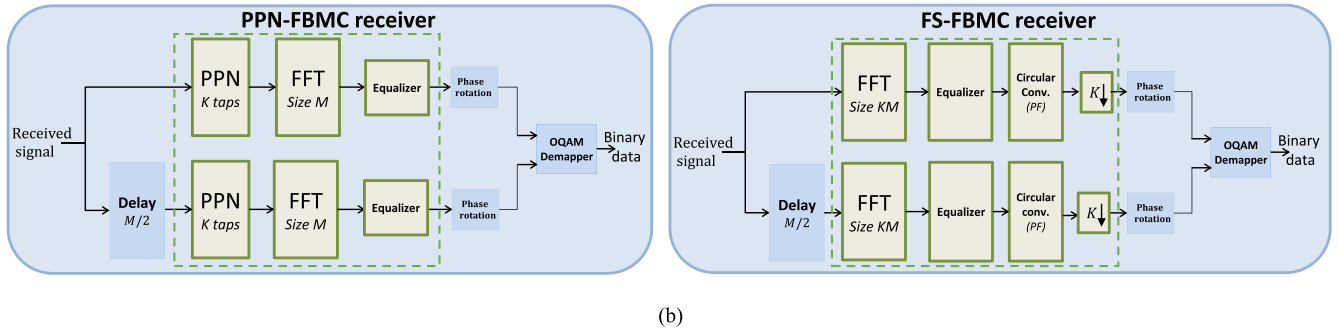 PPN-FBMC receiver
PPN
K taps
FFT
Size M
Equalizer
Phase
rotation
Received
signal
Delay
M/2
PPN
K taps
FFT
Size M
Equalizer
Phase
rotation
OQAM
Demapper
Binary
data
FS-FBMC receiver
FFT
Size KM
Equalizer
Circular
Conv.
(PF)
K↓
Phase
rotation
Received
signal
Delay
M/2
FFT
Size KM
Equalizer
Circular
conv.
(PF)
K↓
Phase
rotation
OQAM
Demapper
Binary
data
(b)